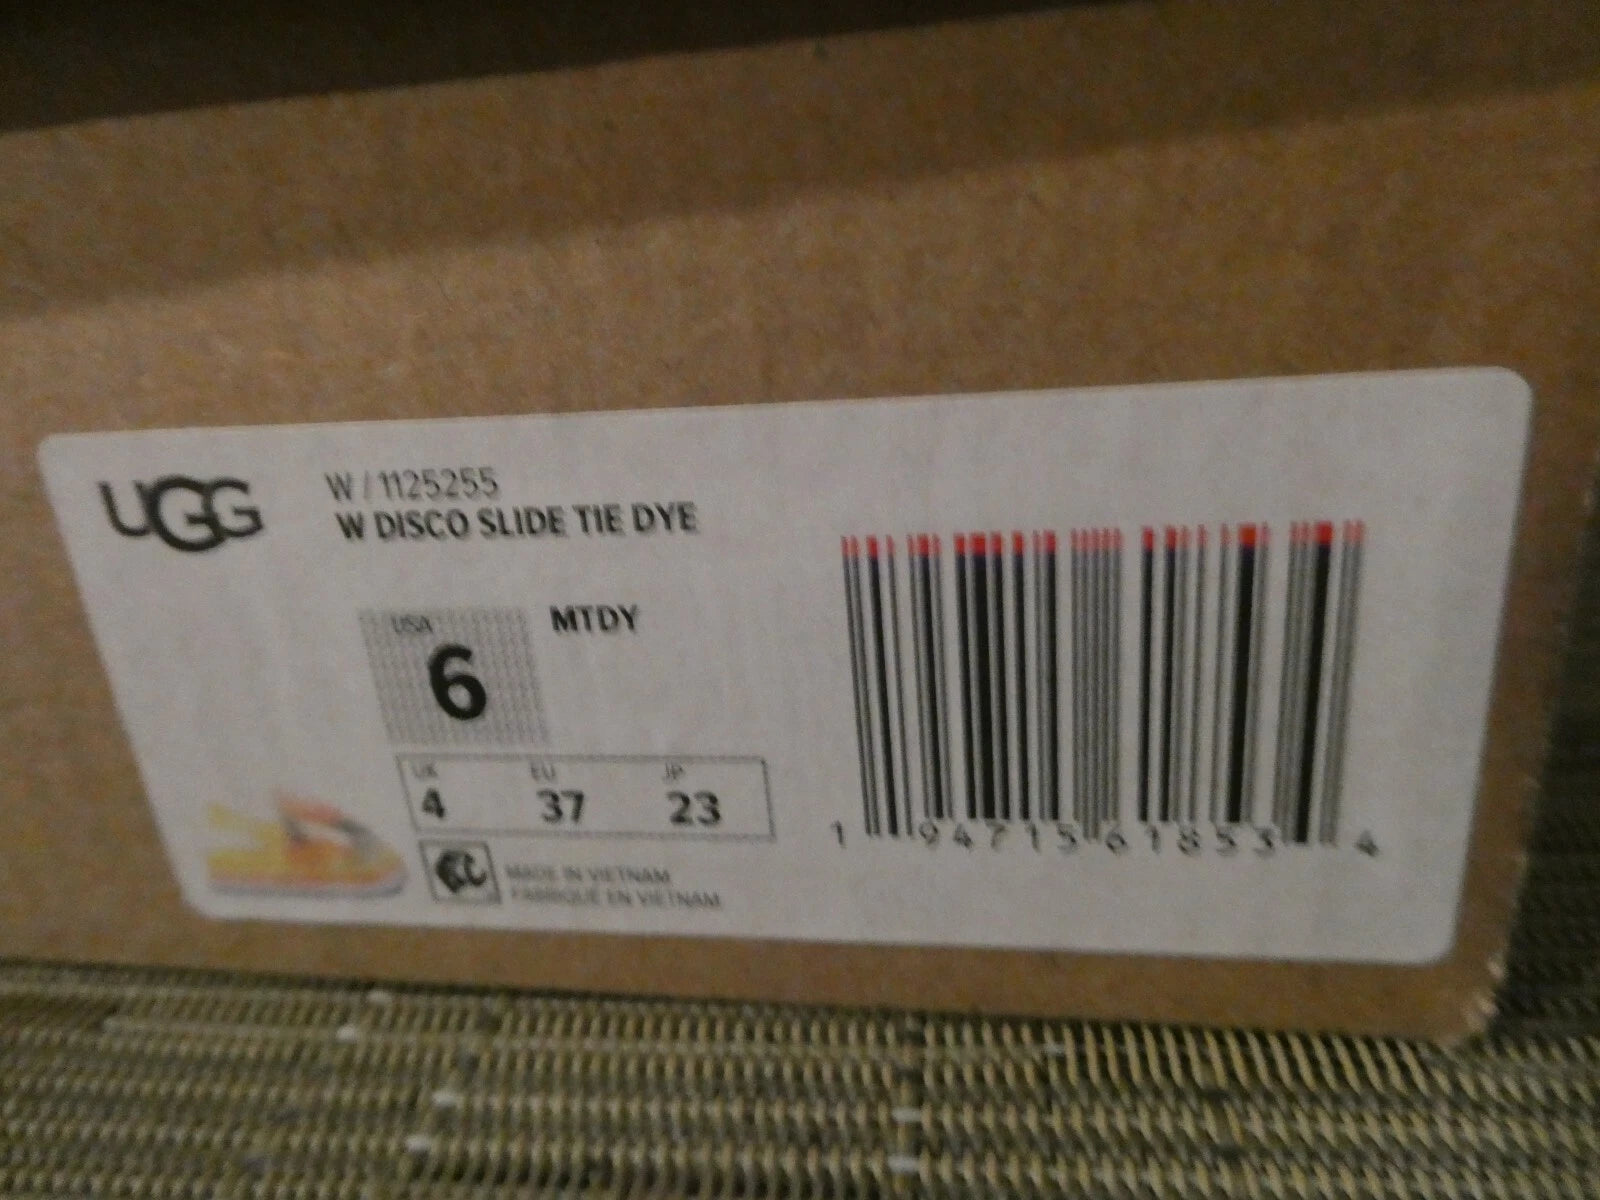 UGG
W / 1125255
W DISCO SLIDE TIE DYE
USA
6
MTDY
UK EU JP
4 37 23
MADE IN VIETNAM
FABRIQUÉ EN VIETNAM
1 94715 61853 4